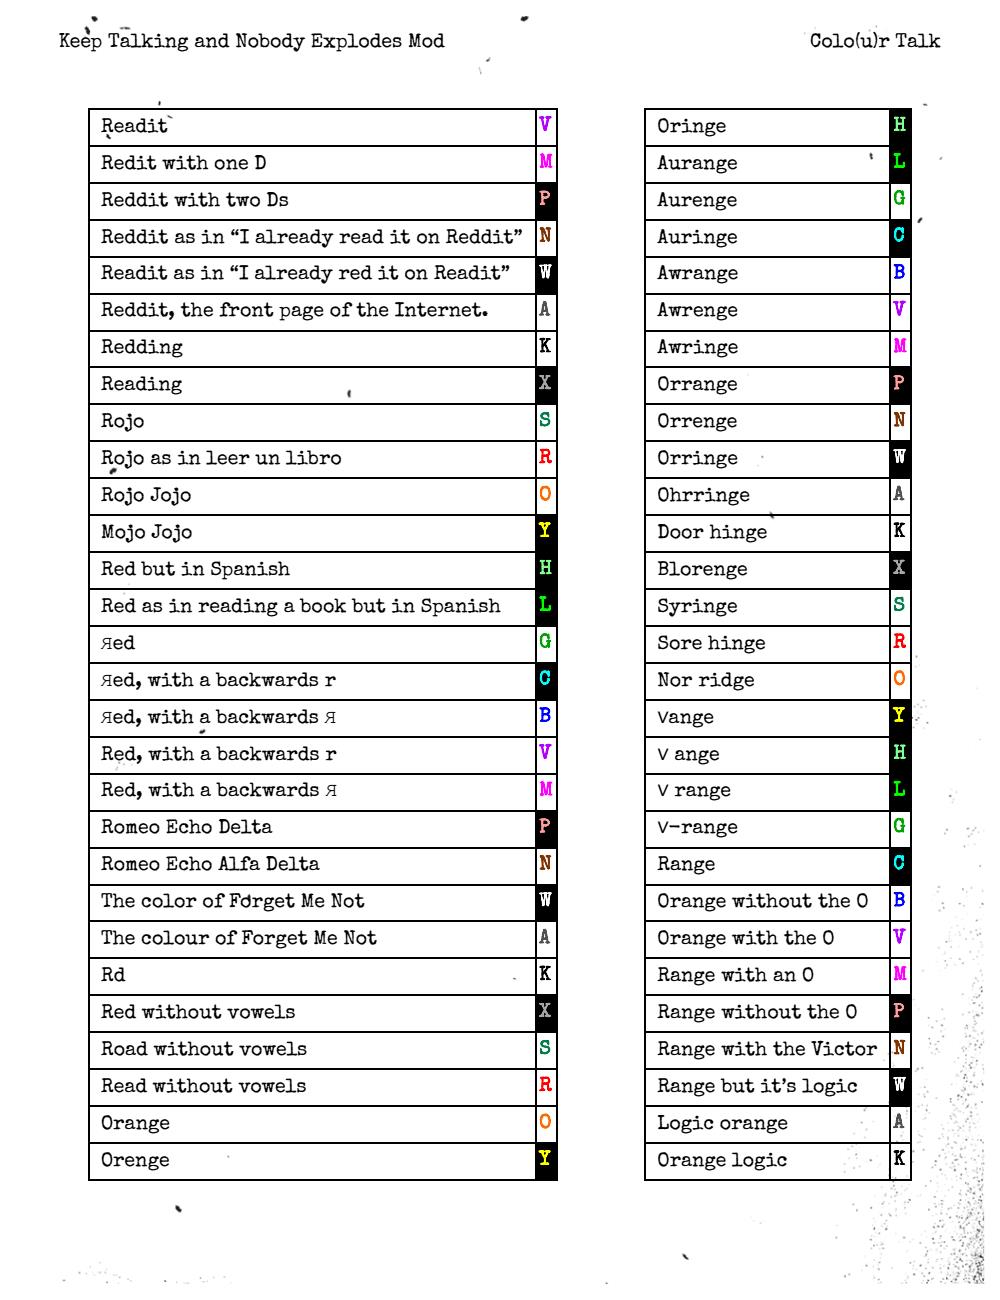 Keep Talking and Nobody Explodes Mod
Colo(u)r Talk
Readit V
Redit with one D M
Reddit with two Ds P
Reddit as in “I already read it on Reddit” N
Readit as in “I already red it on Readit” W
Reddit, the front page of the Internet. A
Redding K
Reading X
Rojo S
Rojo as in leer un libro R
Rojo Jojo O
Mojo Jojo Y
Red but in Spanish H
Red as in reading a book but in Spanish L
Яed G
Яed, with a backwards r C
Яed, with a backwards Я B
Red, with a backwards r V
Red, with a backwards Я M
Romeo Echo Delta P
Romeo Echo Alfa Delta N
The color of Forget Me Not W
The colour of Forget Me Not A
Rd K
Red without vowels X
Road without vowels S
Read without vowels R
Orange O
Orenge Y
Oringe H
Aurange L
Aurenge G
Auringe C
Awrange B
Awrenge V
Awringe M
Orrange P
Orrenge N
Orringe W
Ohrringe A
Door hinge K
Blorenge X
Syringe S
Sore hinge R
Nor ridge O
∨ange Y
∨ ange H
∨ range L
∨-range G
Range C
Orange without the O B
Orange with the O V
Range with an O M
Range without the O P
Range with the Victor N
Range but it’s logic W
Logic orange A
Orange logic K